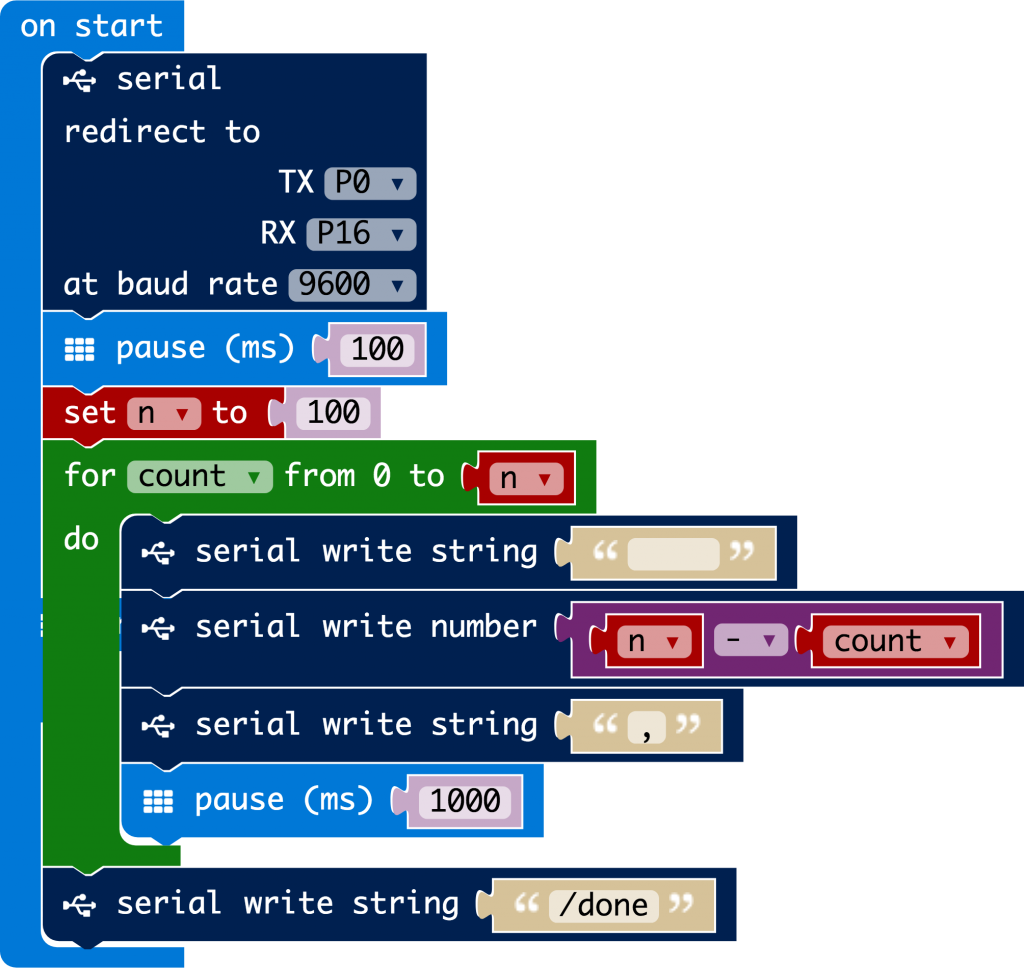 on start
serial
redirect to
TX P0
RX P16
at baud rate 9600
pause (ms) 100
set n to 100
for count from 0 to n
do
serial write string “ ”
serial write number n - count
serial write string “ , ”
pause (ms) 1000
serial write string “ /done ”